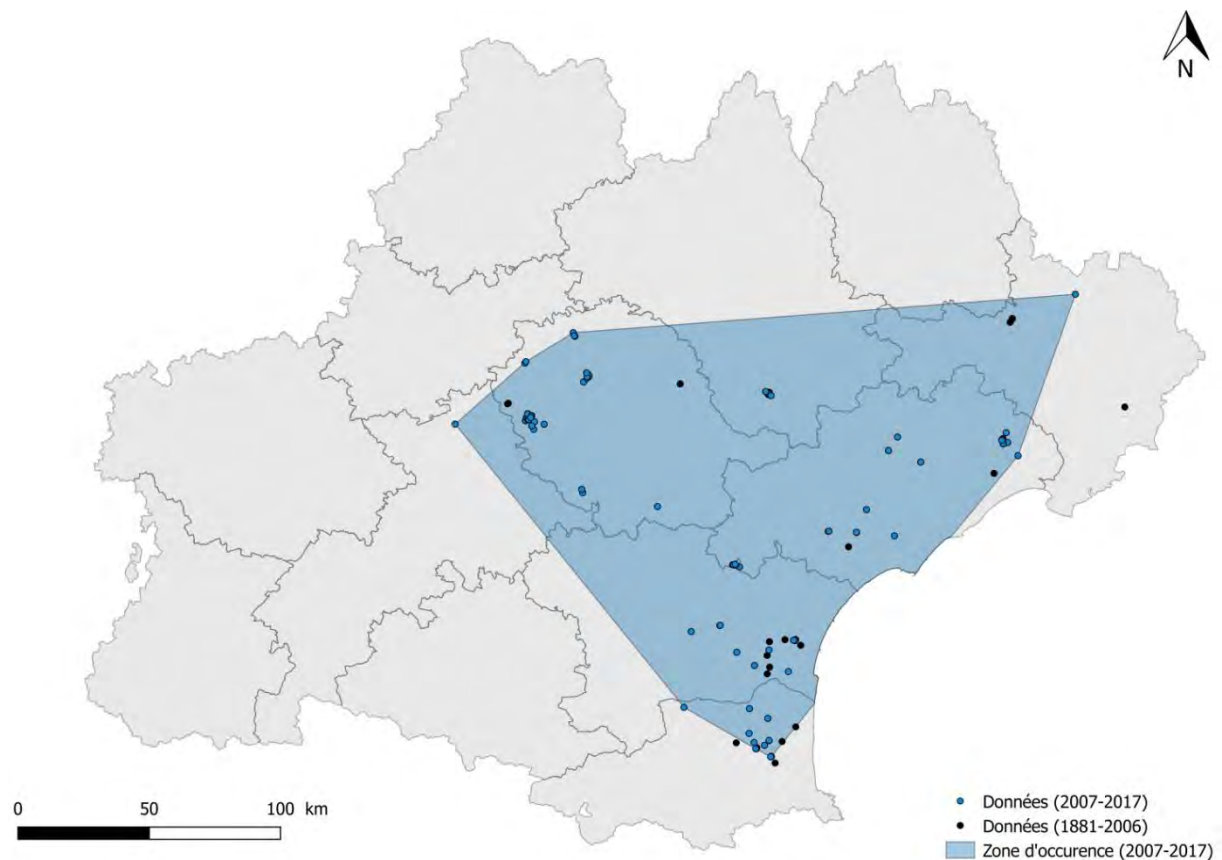 N
0 50 100 km
Données (2007-2017)
Données (1881-2006)
Zone d'occurence (2007-2017)